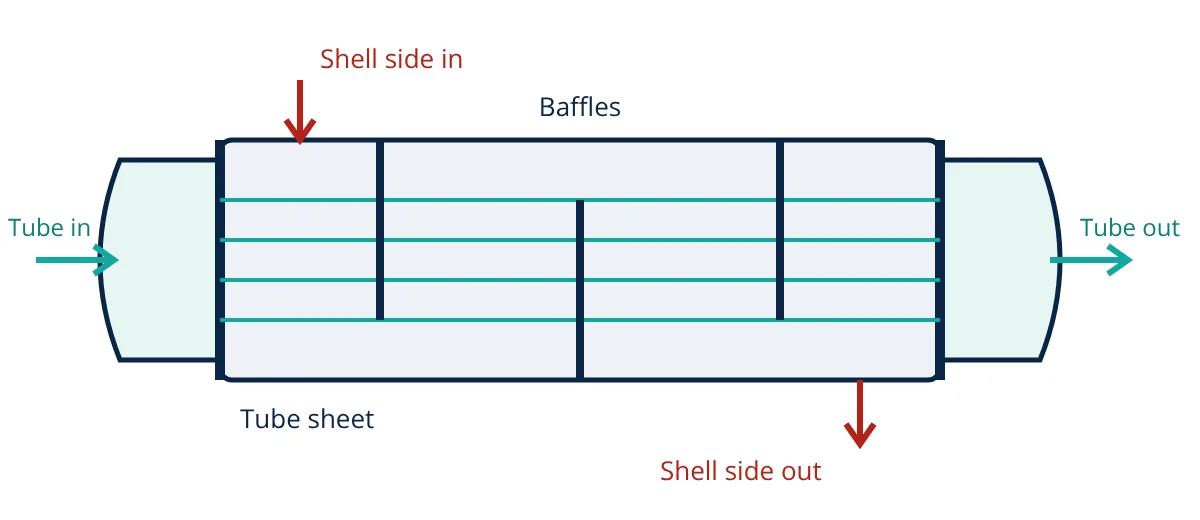 Shell side in
Baffles
Tube in
Tube out
Tube sheet
Shell side out